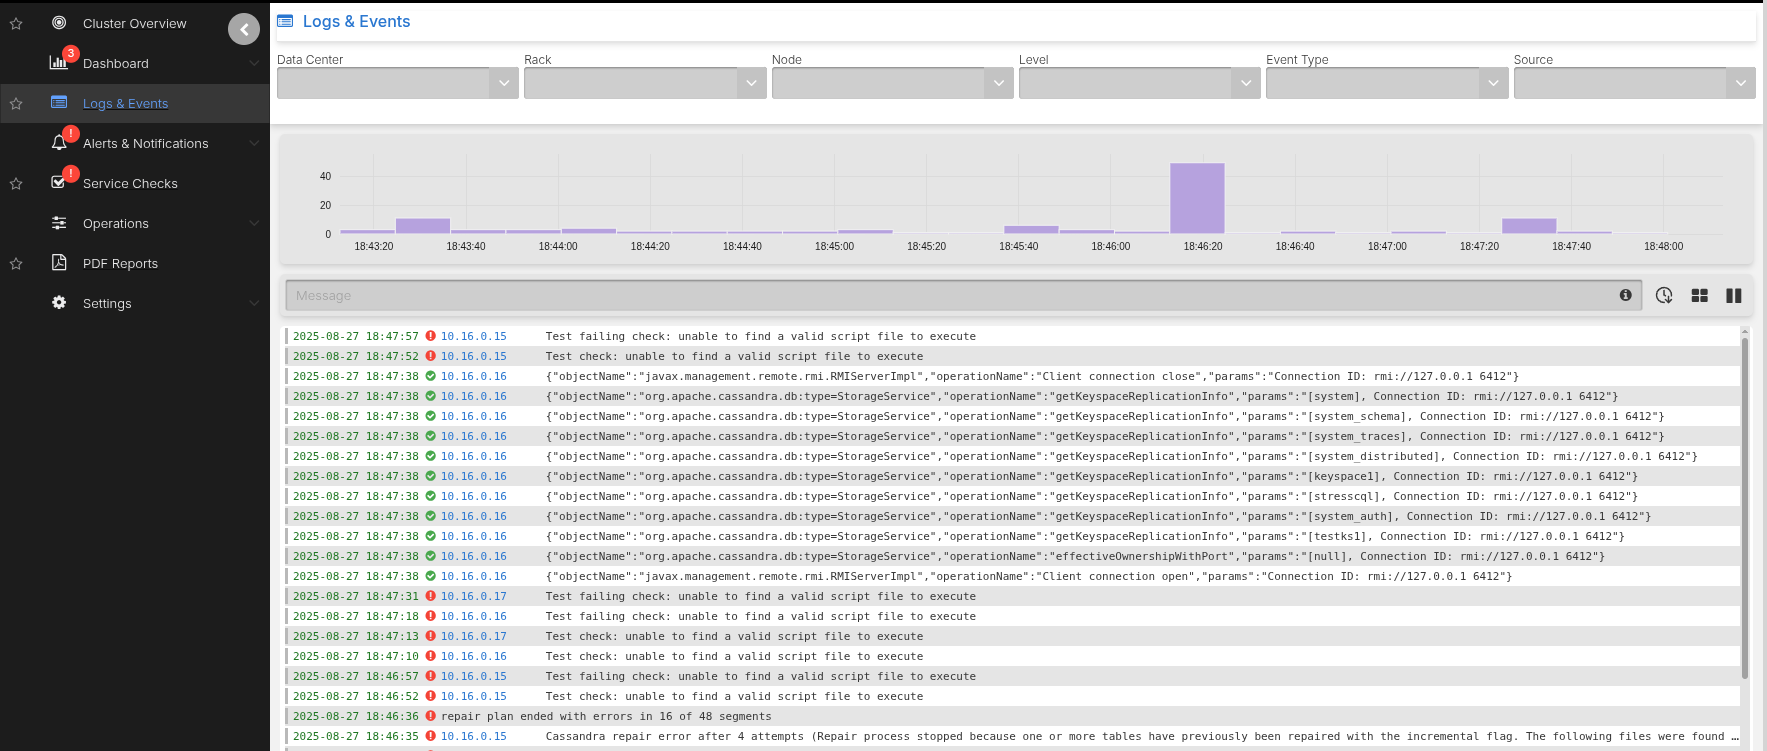 Cluster Overview
3
Dashboard
Logs & Events
!
Alerts & Notifications
!
Service Checks
Operations
PDF Reports
Settings
Logs & Events
Data Center Rack Node Level Event Type Source
40
20
0
18:43:20 18:43:40 18:44:00 18:44:20 18:44:40 18:45:00 18:45:20 18:45:40 18:46:00 18:46:20 18:46:40 18:47:00 18:47:20 18:47:40 18:48:00
Message
2025-08-27 18:47:57 10.16.0.15 Test failing check: unable to find a valid script file to execute
2025-08-27 18:47:52 10.16.0.15 Test check: unable to find a valid script file to execute
2025-08-27 18:47:38 10.16.0.16 {"objectName":"javax.management.remote.rmi.RMIServerImpl","operationName":"Client connection close","params":"Connection ID: rmi://127.0.0.1 6412"}
2025-08-27 18:47:38 10.16.0.16 {"objectName":"org.apache.cassandra.db:type=StorageService","operationName":"getKeyspaceReplicationInfo","params":"[system], Connection ID: rmi://127.0.0.1 6412"}
2025-08-27 18:47:38 10.16.0.16 {"objectName":"org.apache.cassandra.db:type=StorageService","operationName":"getKeyspaceReplicationInfo","params":"[system_schema], Connection ID: rmi://127.0.0.1 6412"}
2025-08-27 18:47:38 10.16.0.16 {"objectName":"org.apache.cassandra.db:type=StorageService","operationName":"getKeyspaceReplicationInfo","params":"[system_traces], Connection ID: rmi://127.0.0.1 6412"}
2025-08-27 18:47:38 10.16.0.16 {"objectName":"org.apache.cassandra.db:type=StorageService","operationName":"getKeyspaceReplicationInfo","params":"[system_distributed], Connection ID: rmi://127.0.0.1 6412"}
2025-08-27 18:47:38 10.16.0.16 {"objectName":"org.apache.cassandra.db:type=StorageService","operationName":"getKeyspaceReplicationInfo","params":"[keyspace1], Connection ID: rmi://127.0.0.1 6412"}
2025-08-27 18:47:38 10.16.0.16 {"objectName":"org.apache.cassandra.db:type=StorageService","operationName":"getKeyspaceReplicationInfo","params":"[stresscql], Connection ID: rmi://127.0.0.1 6412"}
2025-08-27 18:47:38 10.16.0.16 {"objectName":"org.apache.cassandra.db:type=StorageService","operationName":"getKeyspaceReplicationInfo","params":"[system_auth], Connection ID: rmi://127.0.0.1 6412"}
2025-08-27 18:47:38 10.16.0.16 {"objectName":"org.apache.cassandra.db:type=StorageService","operationName":"getKeyspaceReplicationInfo","params":"[testks1], Connection ID: rmi://127.0.0.1 6412"}
2025-08-27 18:47:38 10.16.0.16 {"objectName":"org.apache.cassandra.db:type=StorageService","operationName":"effectiveOwnershipWithPort","params":"[null], Connection ID: rmi://127.0.0.1 6412"}
2025-08-27 18:47:38 10.16.0.16 {"objectName":"javax.management.remote.rmi.RMIServerImpl","operationName":"Client connection open","params":"Connection ID: rmi://127.0.0.1 6412"}
2025-08-27 18:47:31 10.16.0.17 Test failing check: unable to find a valid script file to execute
2025-08-27 18:47:18 10.16.0.16 Test failing check: unable to find a valid script file to execute
2025-08-27 18:47:13 10.16.0.17 Test check: unable to find a valid script file to execute
2025-08-27 18:47:10 10.16.0.16 Test check: unable to find a valid script file to execute
2025-08-27 18:46:57 10.16.0.15 Test failing check: unable to find a valid script file to execute
2025-08-27 18:46:52 10.16.0.15 Test check: unable to find a valid script file to execute
2025-08-27 18:46:36 repair plan ended with errors in 16 of 48 segments
2025-08-27 18:46:35 10.16.0.15 Cassandra repair error after 4 attempts (Repair process stopped because one or more tables have previously been repaired with the incremental flag. The following files were found …